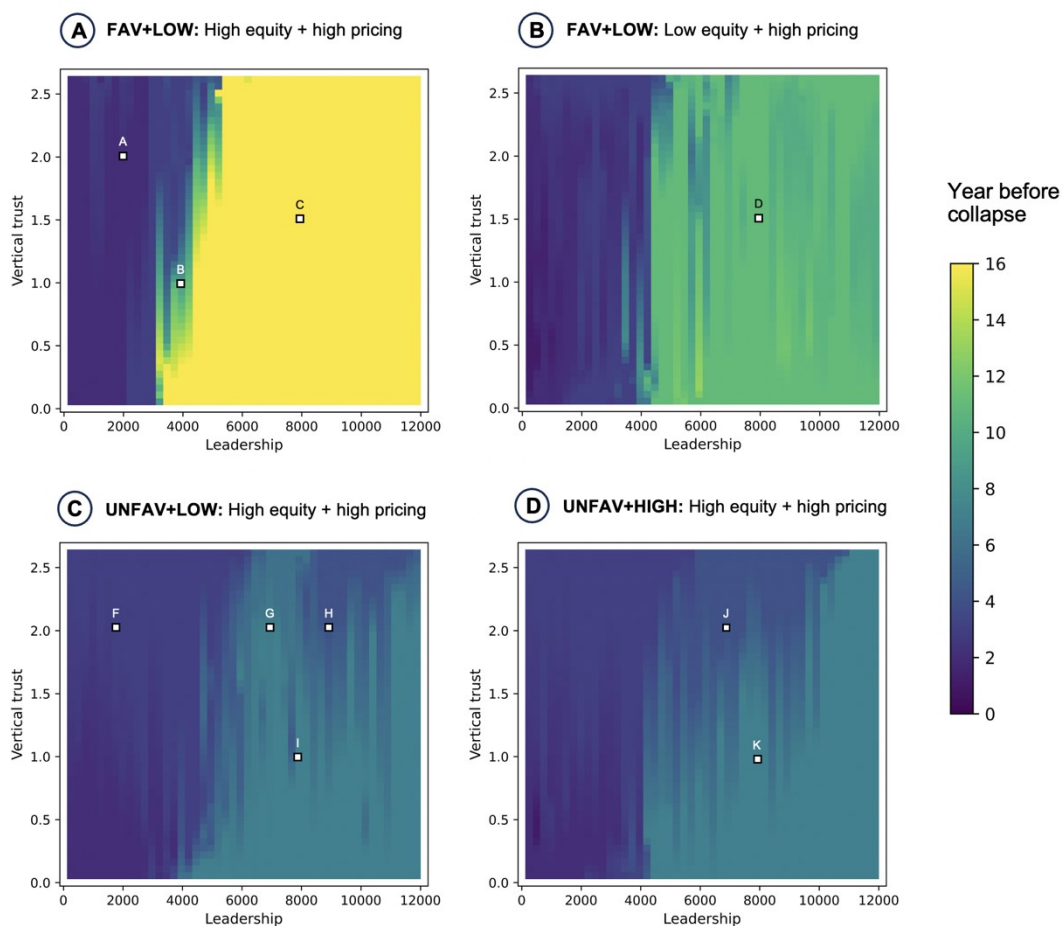 A FAV+LOW: High equity + high pricing
2.5
2.0
1.5
1.0
0.5
0.0
Vertical trust
A
B
C
0 2000 4000 6000 8000 10000 12000
Leadership
B FAV+LOW: Low equity + high pricing
2.5
2.0
1.5
1.0
0.5
0.0
Vertical trust
D
0 2000 4000 6000 8000 10000 12000
Leadership
C UNFAV+LOW: High equity + high pricing
2.5
2.0
1.5
1.0
0.5
0.0
Vertical trust
F
G
H
I
0 2000 4000 6000 8000 10000 12000
Leadership
D UNFAV+HIGH: High equity + high pricing
2.5
2.0
1.5
1.0
0.5
0.0
Vertical trust
J
K
0 2000 4000 6000 8000 10000 12000
Leadership
Year before
collapse
16
14
12
10
8
6
4
2
0